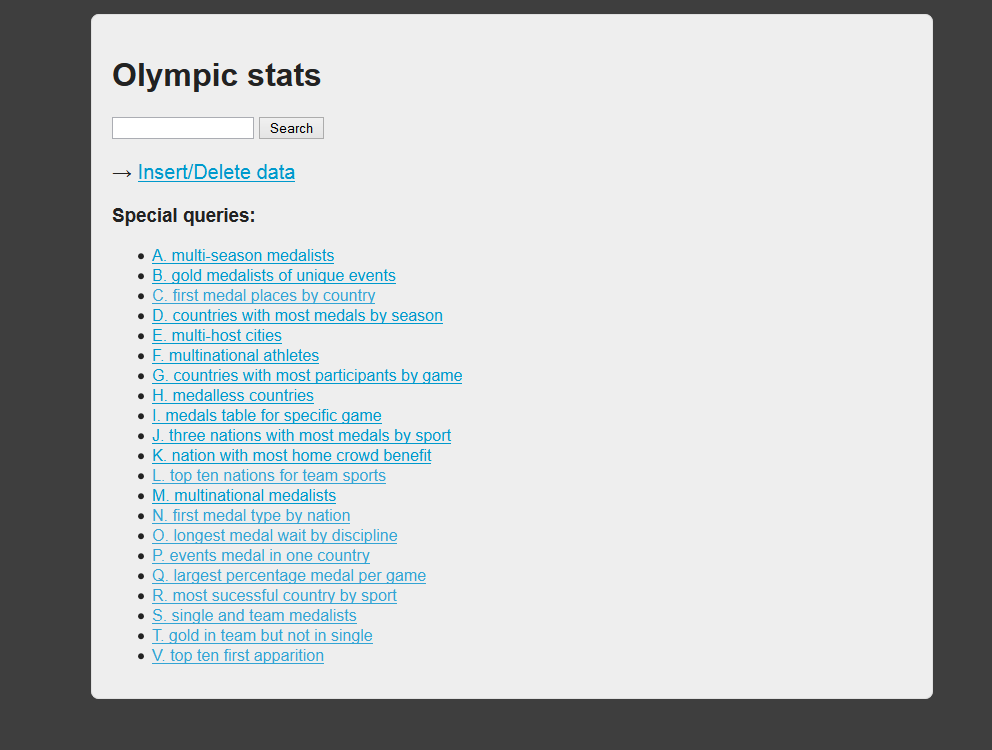 Olympic stats
Search
→ Insert/Delete data
Special queries:
• A. multi-season medalists
• B. gold medalists of unique events
• C. first medal places by country
• D. countries with most medals by season
• E. multi-host cities
• F. multinational athletes
• G. countries with most participants by game
• H. medalless countries
• I. medals table for specific game
• J. three nations with most medals by sport
• K. nation with most home crowd benefit
• L. top ten nations for team sports
• M. multinational medalists
• N. first medal type by nation
• O. longest medal wait by discipline
• P. events medal in one country
• Q. largest percentage medal per game
• R. most sucessful country by sport
• S. single and team medalists
• T. gold in team but not in single
• V. top ten first apparition